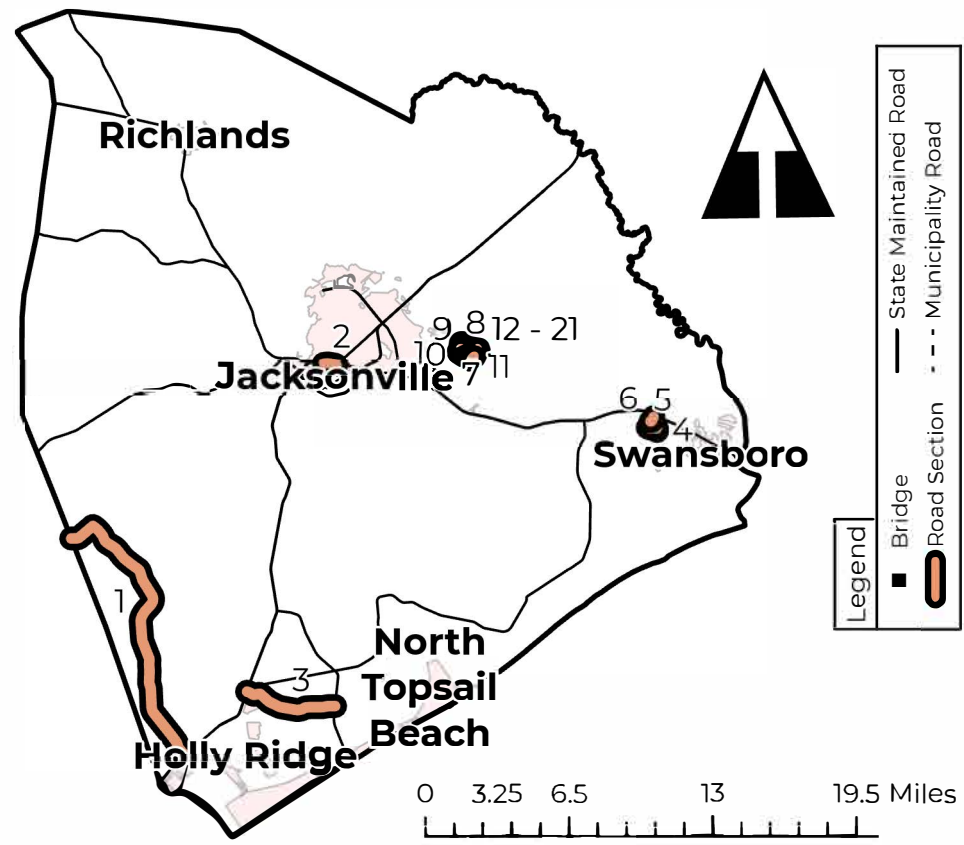 Richlands
2
Jacksonville
9 8 12 - 21
10 7 11
6 5
4
Swansboro
1
3
North
Topsail
Beach
Holly Ridge
0 3.25 6.5 13 19.5 Miles
Legend
Bridge
State Maintained Road
Road Section
Municipality Road